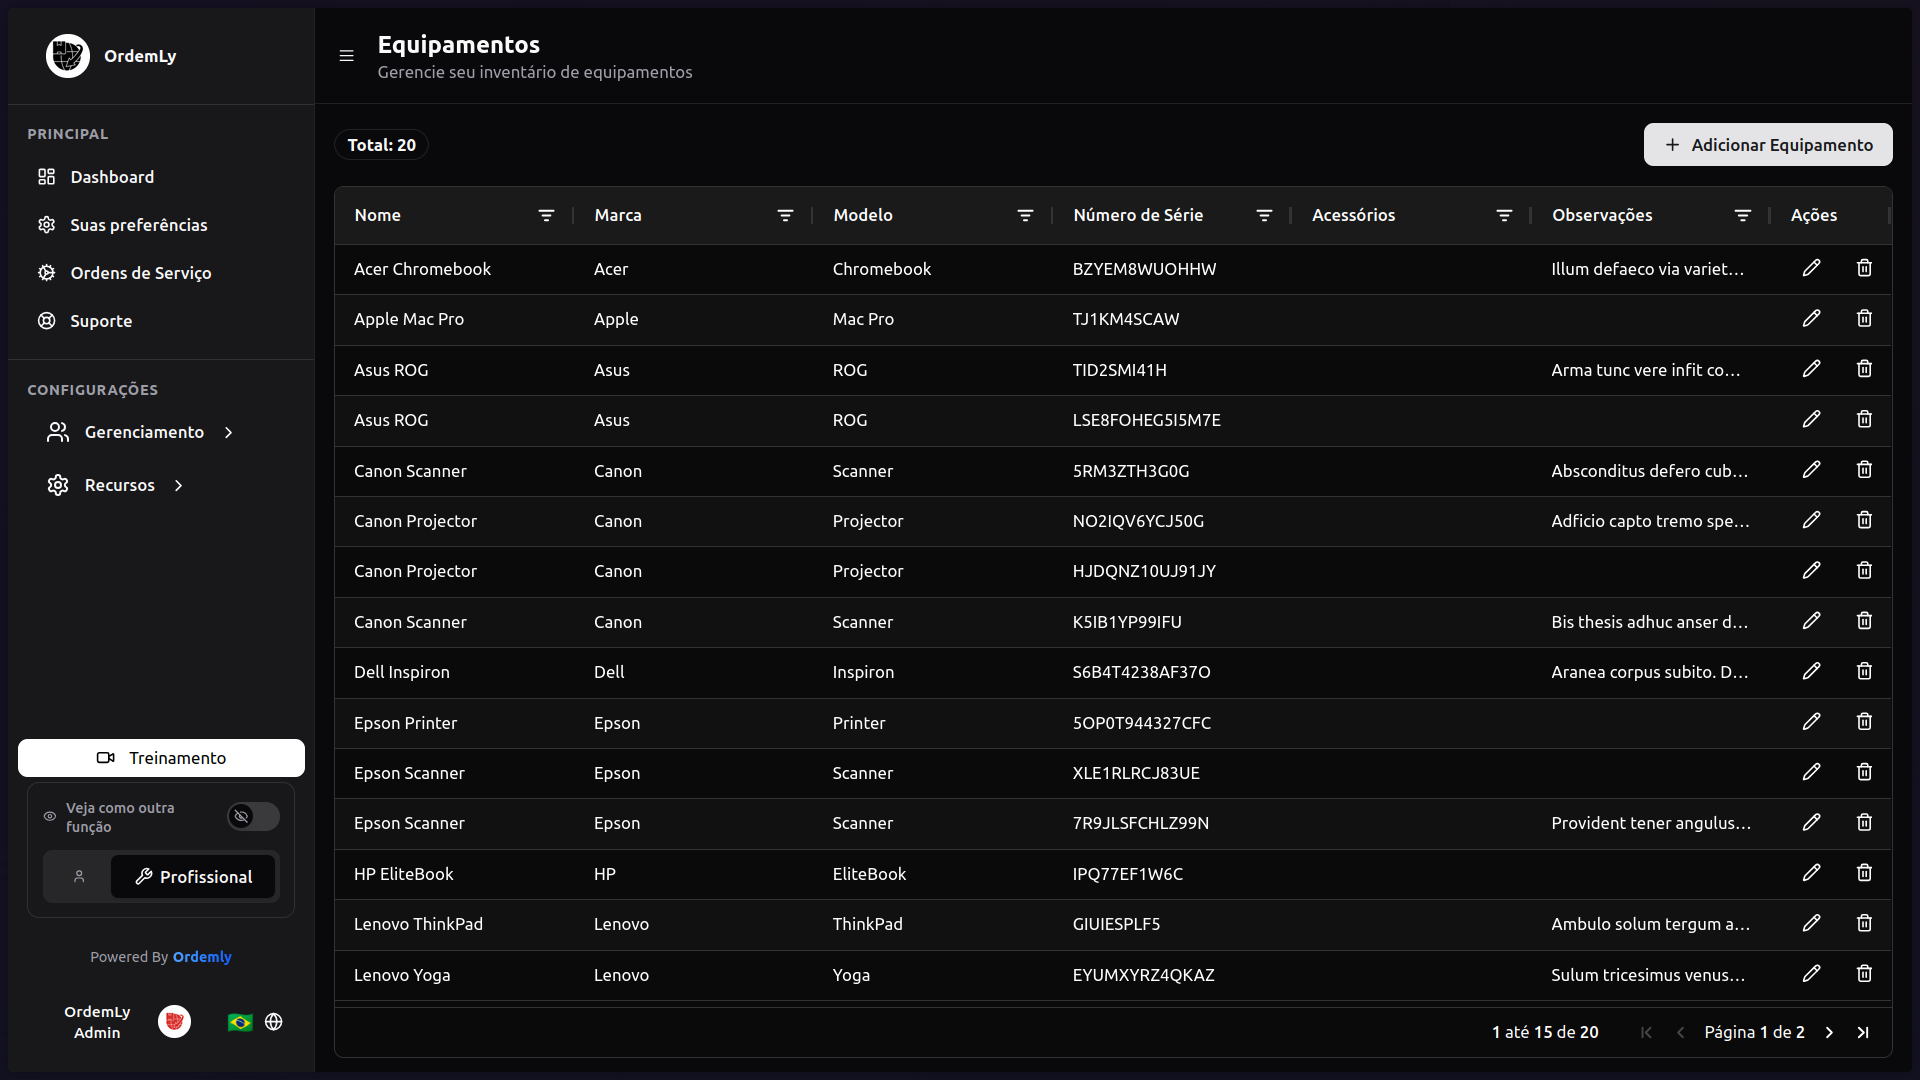 OrdemLy
Equipamentos
Gerencie seu inventário de equipamentos
PRINCIPAL
Dashboard
Suas preferências
Ordens de Serviço
Suporte
CONFIGURAÇÕES
Gerenciamento
Recursos
Treinamento
Veja como outra
função
Profissional
Powered By Ordemly
OrdemLy
Admin
Total: 20
Adicionar Equipamento
Nome Marca Modelo Número de Série Acessórios Observações Ações
Acer Chromebook Acer Chromebook BZYEM8WUOHHW Illum defaeco via variet...
Apple Mac Pro Apple Mac Pro TJ1KM4SCAW
Asus ROG Asus ROG TID2SMI41H Arma tunc vere infit co...
Asus ROG Asus ROG LSE8FOHEG5I5M7E
Canon Scanner Canon Scanner 5RM3ZTH3G0G Absconditus defero cub...
Canon Projector Canon Projector NO2IQV6YCJ50G Adficio capto tremo spe...
Canon Projector Canon Projector HJDQNZ10UJ91JY
Canon Scanner Canon Scanner K5IB1YP99IFU Bis thesis adhuc anser d...
Dell Inspiron Dell Inspiron S6B4T4238AF37O Aranea corpus subito. D...
Epson Printer Epson Printer 5OP0T944327CFC
Epson Scanner Epson Scanner XLE1RLRCJ83UE
Epson Scanner Epson Scanner 7R9JLSFCHLZ99N Provident tener angulus...
HP EliteBook HP EliteBook IPQ77EF1W6C
Lenovo ThinkPad Lenovo ThinkPad GIUIESPLF5 Ambulo solum tergum a...
Lenovo Yoga Lenovo Yoga EYUMXYRZ4QKAZ Sulum tricesimus venus...
1 até 15 de 20 Página 1 de 2